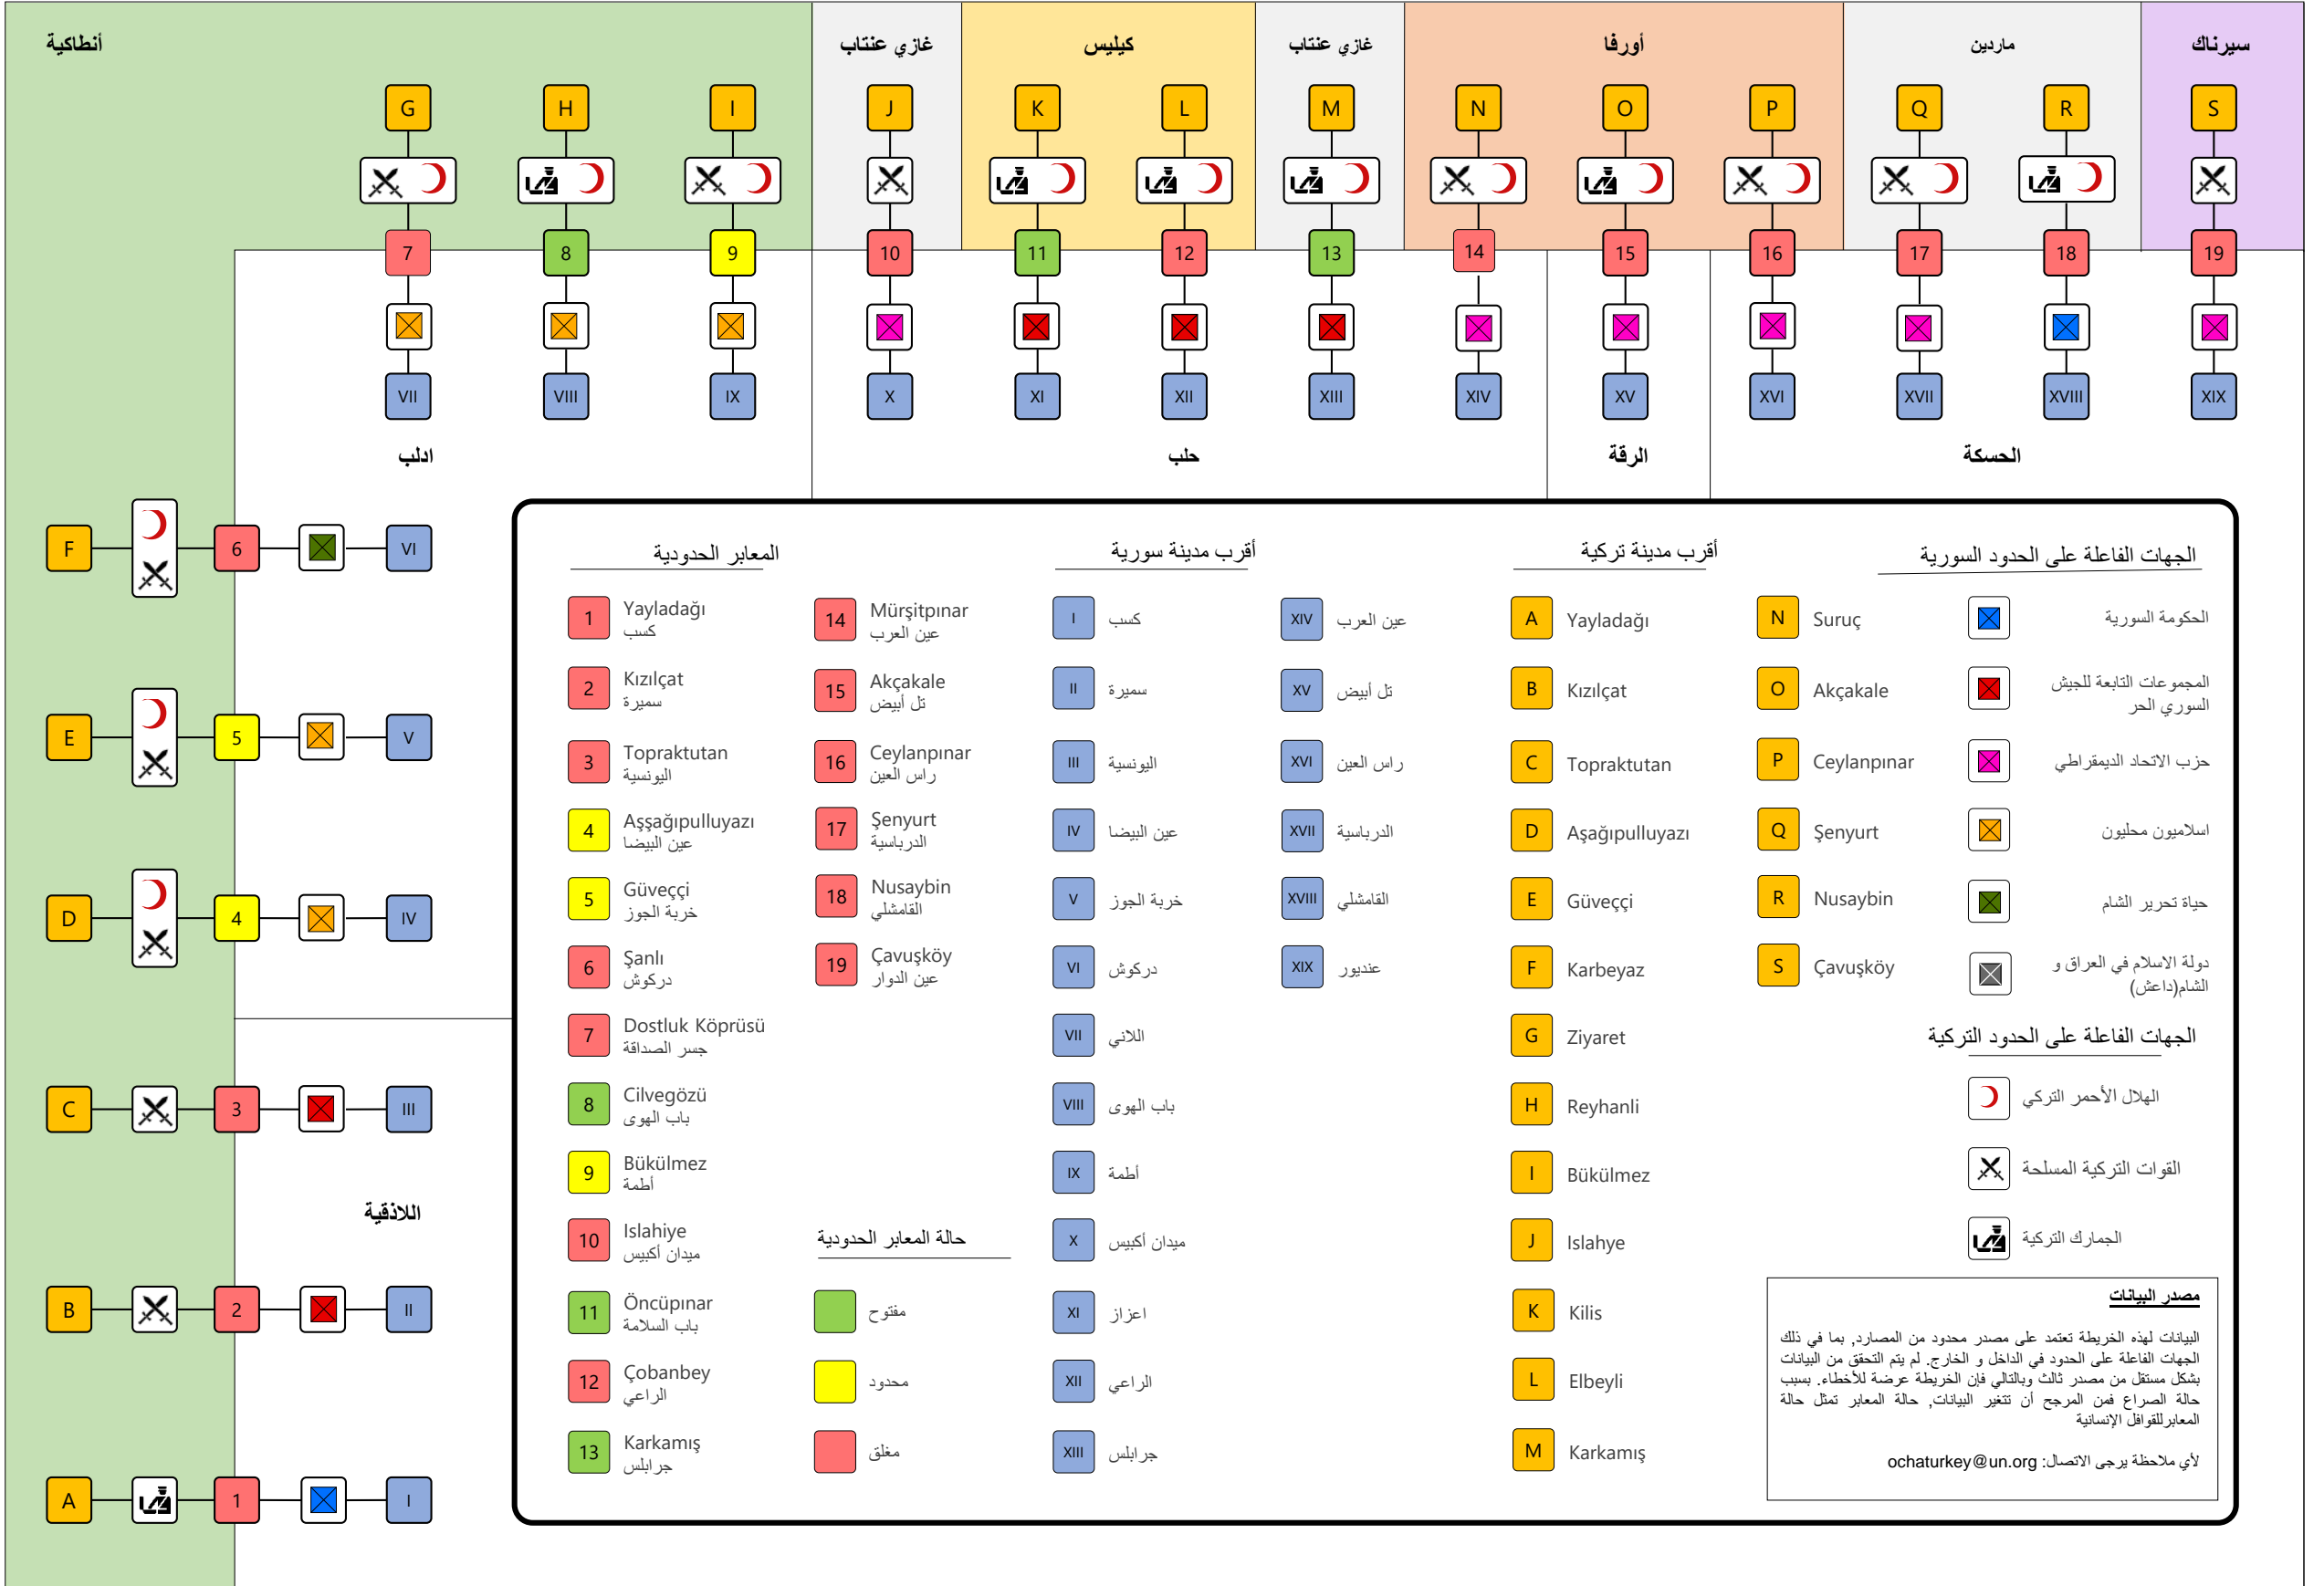 أنطاكية
غازي عنتاب
كيليس
غازي عنتاب
أورفا
ماردين
سيرناك
G H I J K L M N O P Q R S
7 8 9 10 11 12 13 14 15 16 17 18 19
VII VIII IX X XI XII XIII XIV XV XVI XVII XVIII XIX
ادلب
حلب
الرقة
الحسكة
F 6 VI
E 5 V
D 4 IV
C 3 III
اللاذقية
B 2 II
A 1 I
المعابر الحدودية
1 Yayladağı
كسب
2 Kızılçat
سميرة
3 Topraktutan
اليونسية
4 Aşşağıpulluyazı
عين البيضا
5 Güveççi
خربة الجوز
6 Şanlı
دركوش
7 Dostluk Köprüsü
جسر الصداقة
8 Cilvegözü
باب الهوى
9 Bükülmez
أطمة
10 Islahiye
ميدان أكبيس
11 Öncüpınar
باب السلامة
12 Çobanbey
الراعي
13 Karkamış
جرابلس
14 Mürşitpınar
عين العرب
15 Akçakale
تل أبيض
16 Ceylanpınar
راس العين
17 Şenyurt
الدرباسية
18 Nusaybin
القامشلي
19 Çavuşköy
عين الدوار
حالة المعابر الحدودية
مفتوح
محدود
مغلق
أقرب مدينة سورية
I كسب
II سميرة
III اليونسية
IV عين البيضا
V خربة الجوز
VI دركوش
VII اللاني
VIII باب الهوى
IX أطمة
X ميدان أكبيس
XI اعزاز
XII الراعي
XIII جرابلس
XIV عين العرب
XV تل أبيض
XVI راس العين
XVII الدرباسية
XVIII القامشلي
XIX عنديور
أقرب مدينة تركية
A Yayladağı
B Kızılçat
C Topraktutan
D Aşağıpulluyazı
E Güveççi
F Karbeyaz
G Ziyaret
H Reyhanli
I Bükülmez
J Islahye
K Kilis
L Elbeyli
M Karkamış
N Suruç
O Akçakale
P Ceylanpınar
Q Şenyurt
R Nusaybin
S Çavuşköy
الجهات الفاعلة على الحدود السورية
الحكومة السورية
المجموعات التابعة للجيش
السوري الحر
حزب الاتحاد الديمقراطي
اسلاميون محليون
حياة تحرير الشام
دولة الاسلام في العراق و
الشام(داعش)
الجهات الفاعلة على الحدود التركية
الهلال الأحمر التركي
القوات التركية المسلحة
الجمارك التركية
مصدر البيانات
البيانات لهذه الخريطة تعتمد على مصدر محدود من المصارد, بما في ذلك
الجهات الفاعلة على الحدود في الداخل و الخارج. لم يتم التحقق من البيانات
بشكل مستقل من مصدر ثالث وبالتالي فإن الخريطة عرضة للأخطاء. بسبب
حالة الصراع فمن المرجح أن تتغير البيانات, حالة المعابر تمثل حالة
المعابرللقوافل الإنسانية
لأي ملاحظة يرجى الاتصال: ochaturkey@un.org